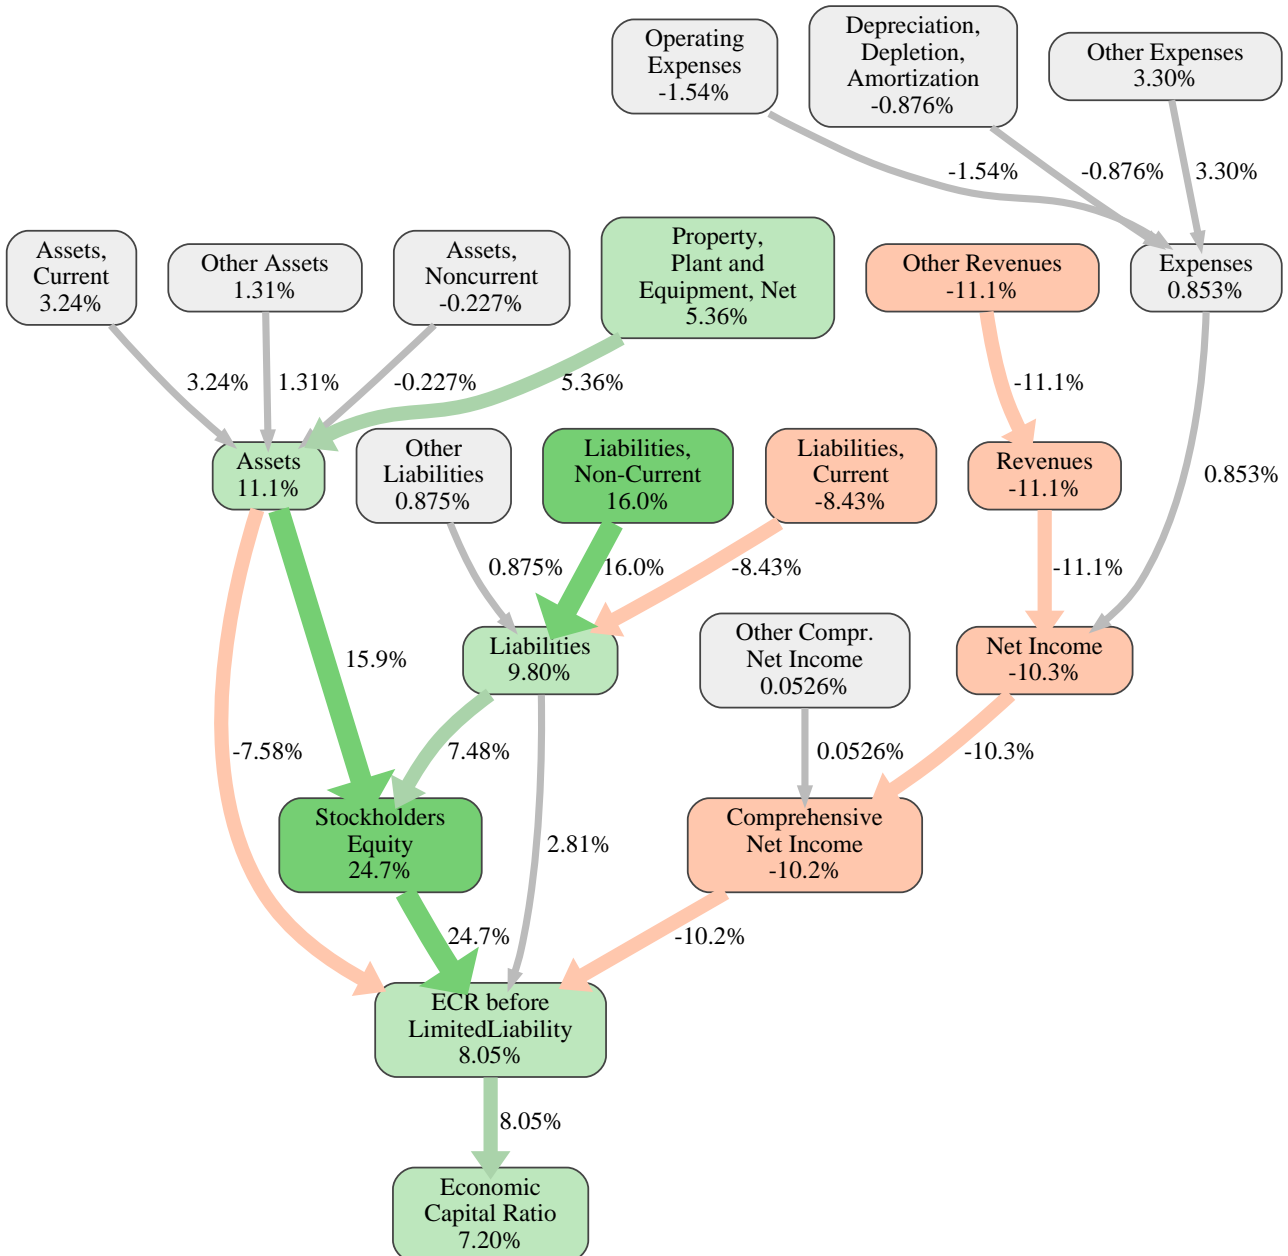 Operating
Expenses
-1.54%
Depreciation,
Depletion,
Amortization
-0.876%
Other Expenses
3.30%
-1.54%
-0.876%
3.30%
Assets,
Current
3.24%
Other Assets
1.31%
Assets,
Noncurrent
-0.227%
Property,
Plant and
Equipment, Net
5.36%
Other Revenues
-11.1%
Expenses
0.853%
3.24%
1.31%
-0.227%
5.36%
-11.1%
Assets
11.1%
Other
Liabilities
0.875%
Liabilities,
Non-Current
16.0%
Liabilities,
Current
-8.43%
Revenues
-11.1%
0.853%
0.875%
16.0%
-8.43%
-11.1%
Liabilities
9.80%
Other Compr.
Net Income
0.0526%
Net Income
-10.3%
15.9%
-7.58%
7.48%
0.0526%
-10.3%
Stockholders
Equity
24.7%
2.81%
Comprehensive
Net Income
-10.2%
24.7%
-10.2%
ECR before
LimitedLiability
8.05%
8.05%
Economic
Capital Ratio
7.20%